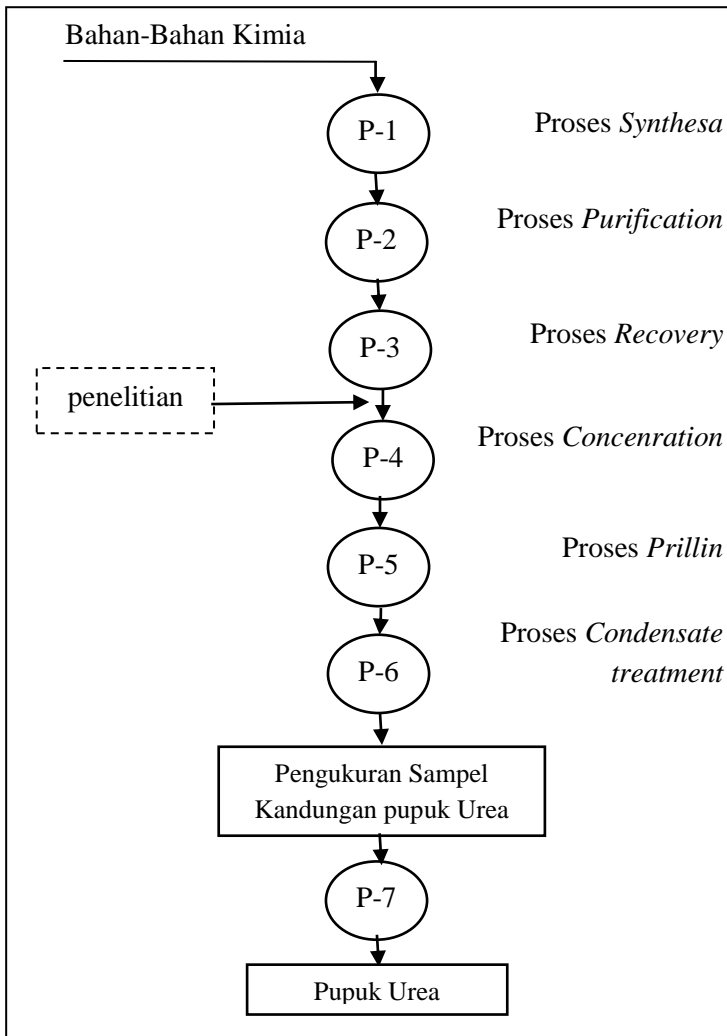 Bahan-Bahan Kimia
P-1
Proses Synthesa
P-2
Proses Purification
P-3
Proses Recovery
penelitian
P-4
Proses Concenration
P-5
Proses Prillin
P-6
Proses Condensate
treatment
Pengukuran Sampel
Kandungan pupuk Urea
P-7
Pupuk Urea